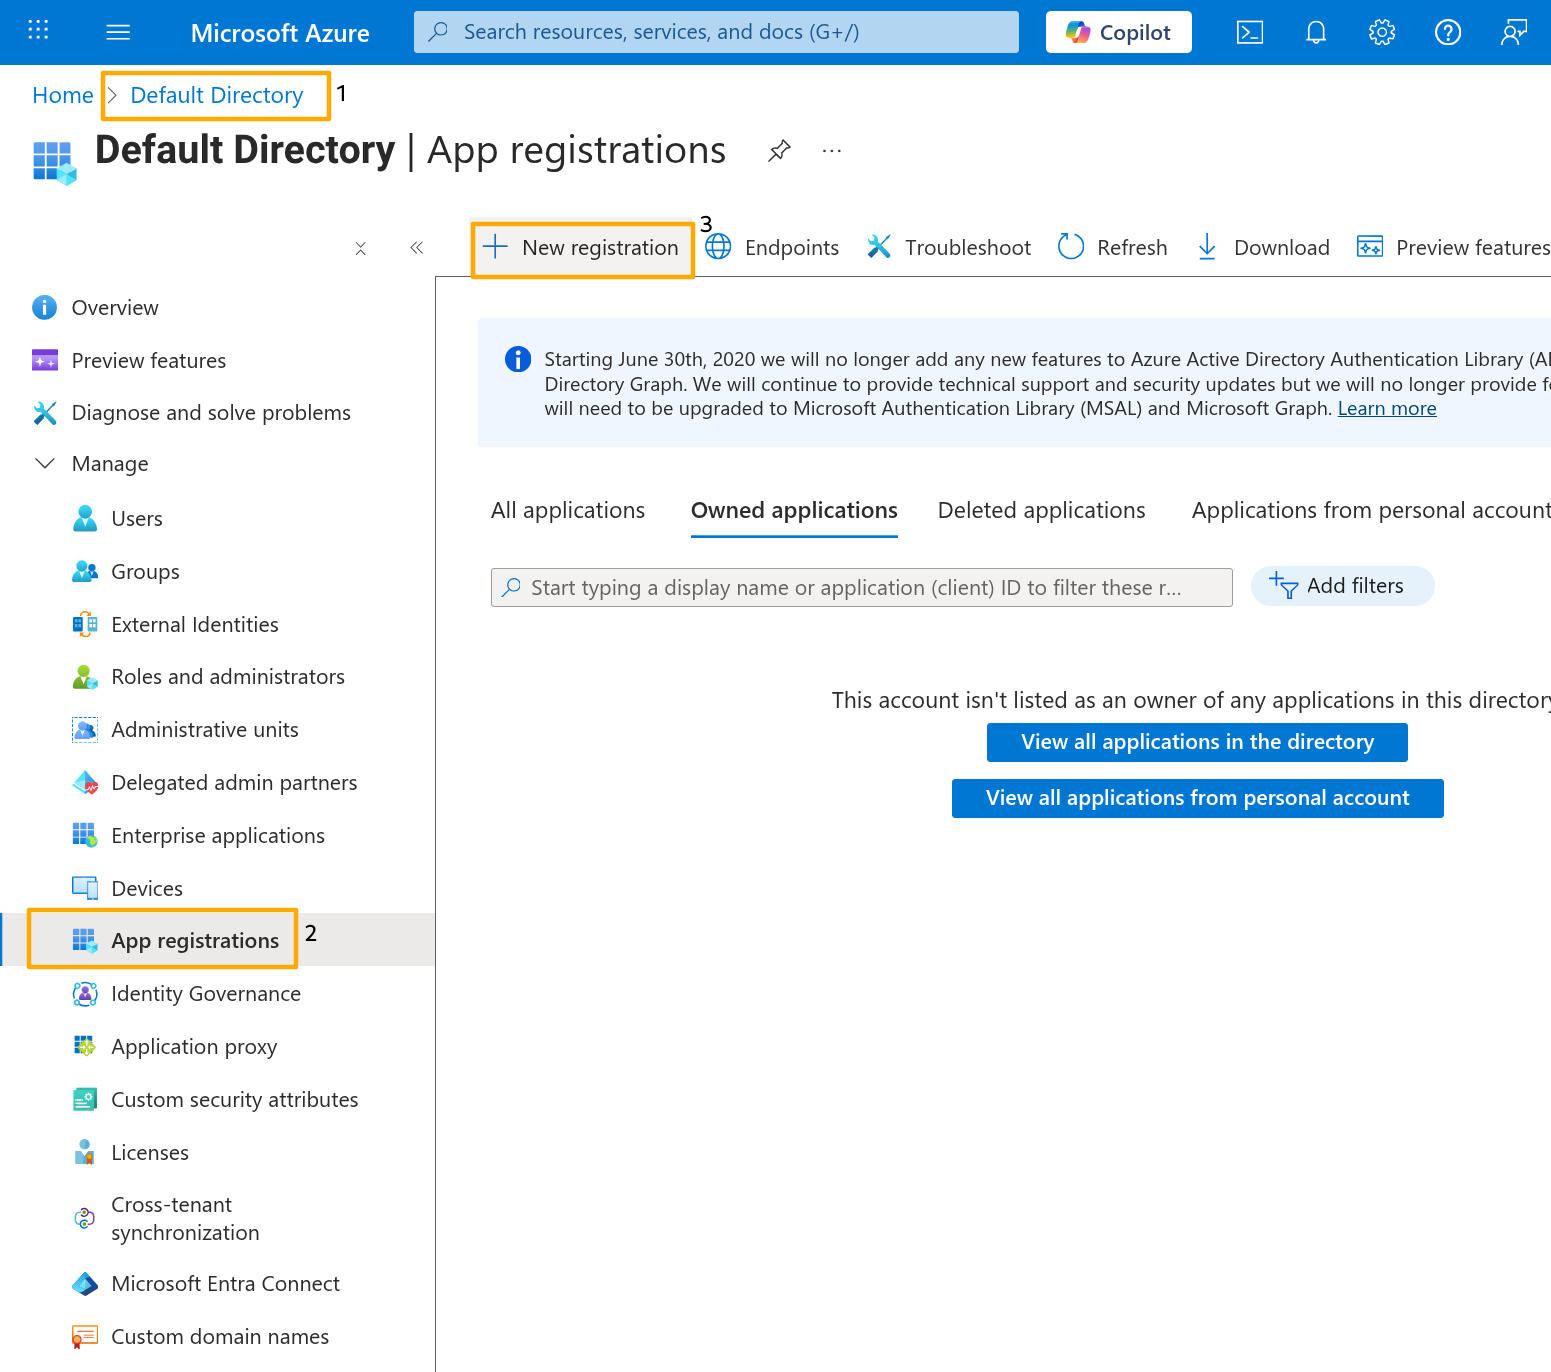 Microsoft Azure
Search resources, services, and docs (G+/)
Copilot
Home > Default Directory 1
Default Directory | App registrations ...
New registration 3
Endpoints
Troubleshoot
Refresh
Download
Preview features
Overview
Preview features
Diagnose and solve problems
Manage
Users
Groups
External Identities
Roles and administrators
Administrative units
Delegated admin partners
Enterprise applications
Devices
App registrations 2
Identity Governance
Application proxy
Custom security attributes
Licenses
Cross-tenant
synchronization
Microsoft Entra Connect
Custom domain names
Starting June 30th, 2020 we will no longer add any new features to Azure Active Directory Authentication Library (
Directory Graph. We will continue to provide technical support and security updates but we will no longer provide
will need to be upgraded to Microsoft Authentication Library (MSAL) and Microsoft Graph. Learn more
All applications
Owned applications
Deleted applications
Applications from personal account
Start typing a display name or application (client) ID to filter these r...
Add filters
This account isn't listed as an owner of any applications in this directory
View all applications in the directory
View all applications from personal account